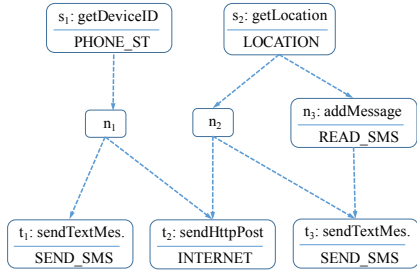 s₁: getDeviceID
PHONE_ST
s₂: getLocation
LOCATION
n₁
n₂
n₃: addMessage
READ_SMS
t₁: sendTextMes.
SEND_SMS
t₂: sendHttpPost
INTERNET
t₃: sendTextMes.
SEND_SMS